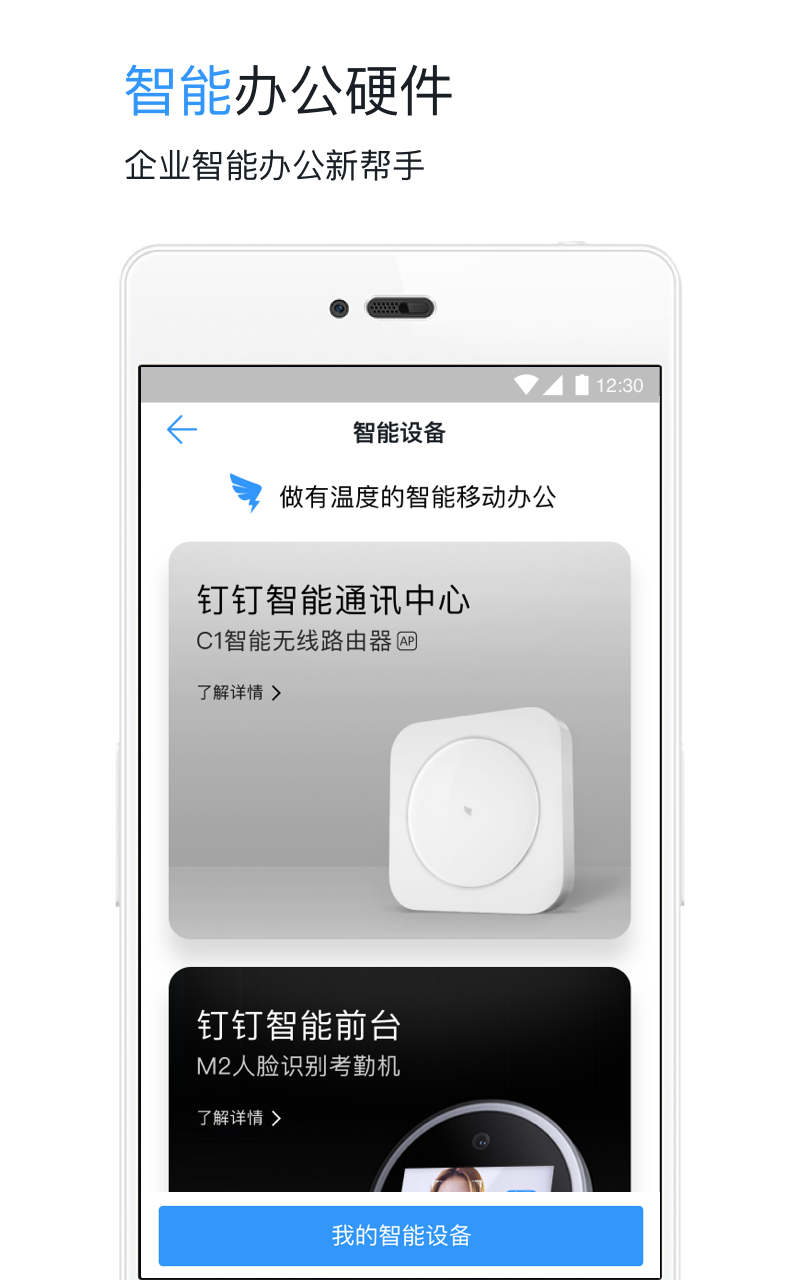 智能办公硬件
企业智能办公新帮手
12:30
智能设备
做有温度的智能移动办公
钉钉智能通讯中心
C1智能无线路由器 AP
了解详情
钉钉智能前台
M2人脸识别考勤机
了解详情
我的智能设备